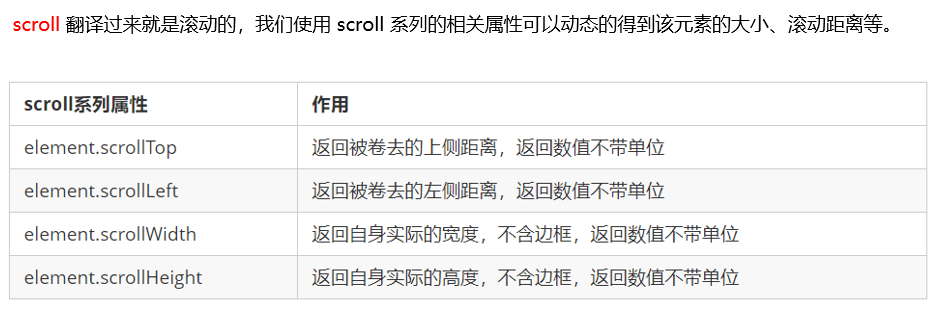 scroll 翻译过来就是滚动的，我们使用 scroll 系列的相关属性可以动态的得到该元素的大小、滚动距离等。
scroll系列属性 作用
element.scrollTop 返回被卷去的上侧距离，返回数值不带单位
element.scrollLeft 返回被卷去的左侧距离，返回数值不带单位
element.scrollWidth 返回自身实际的宽度，不含边框，返回数值不带单位
element.scrollHeight 返回自身实际的高度，不含边框，返回数值不带单位